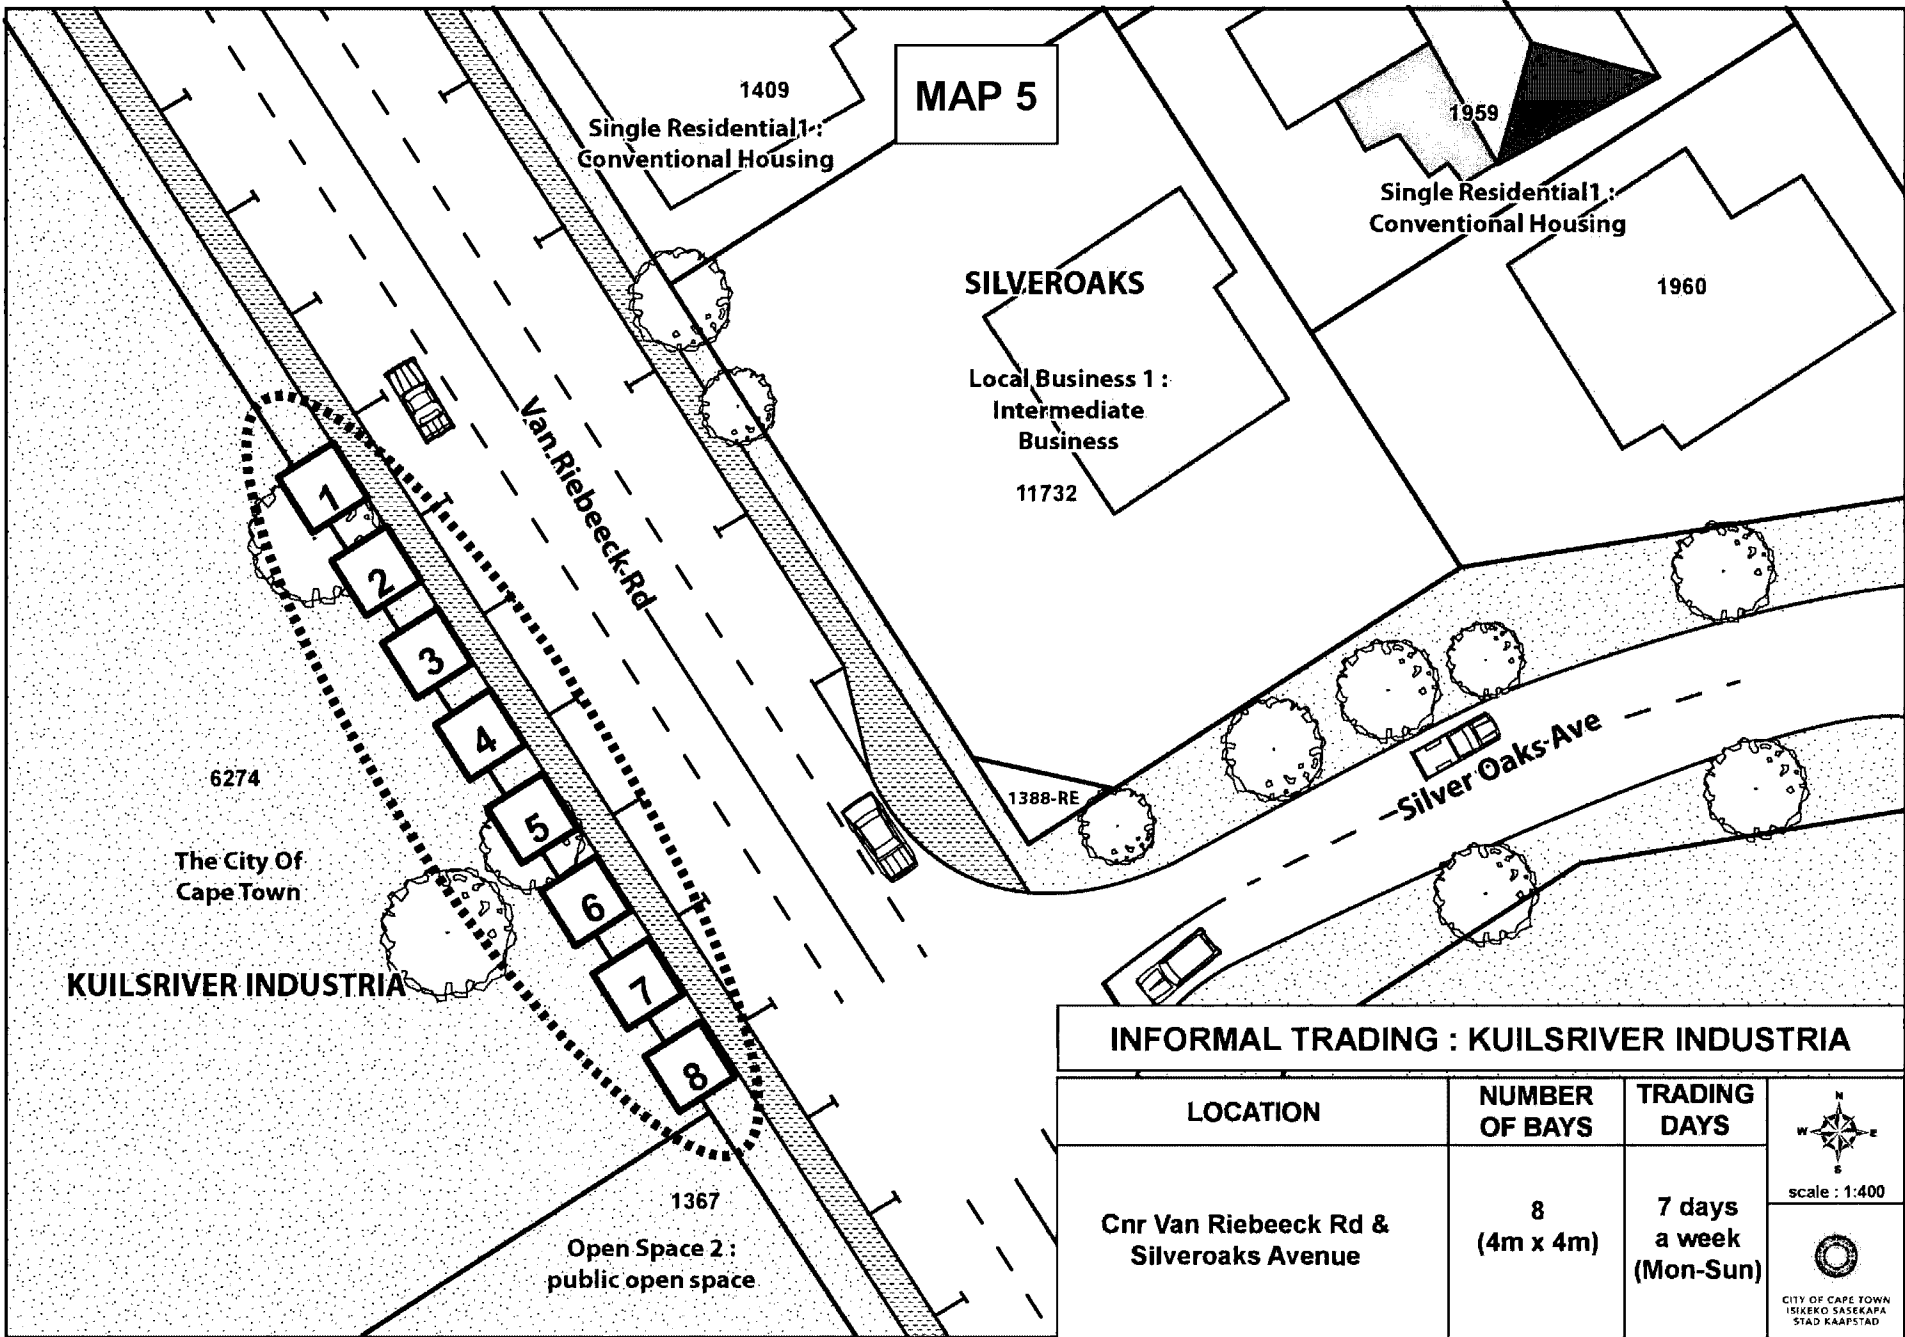 MAP 5
1409
Single Residential1 :
Conventional Housing
1959
Single Residential1 :
Conventional Housing
1960
SILVEROAKS
Local Business 1 :
Intermediate
Business
11732
Van Riebeeck Rd
1
2
3
4
5
6
7
8
6274
The City Of
Cape Town
KUILSRIVER INDUSTRIA
1388-RE
Silver Oaks Ave
1367
Open Space 2 :
public open space
INFORMAL TRADING : KUILSRIVER INDUSTRIA
LOCATION
NUMBER
OF BAYS
TRADING
DAYS
Cnr Van Riebeeck Rd &
Silveroaks Avenue
8
(4m x 4m)
7 days
a week
(Mon-Sun)
N
W E
S
scale : 1:400
CITY OF CAPE TOWN
ISIXEKO SASEKAPA
STAD KAAPSTAD